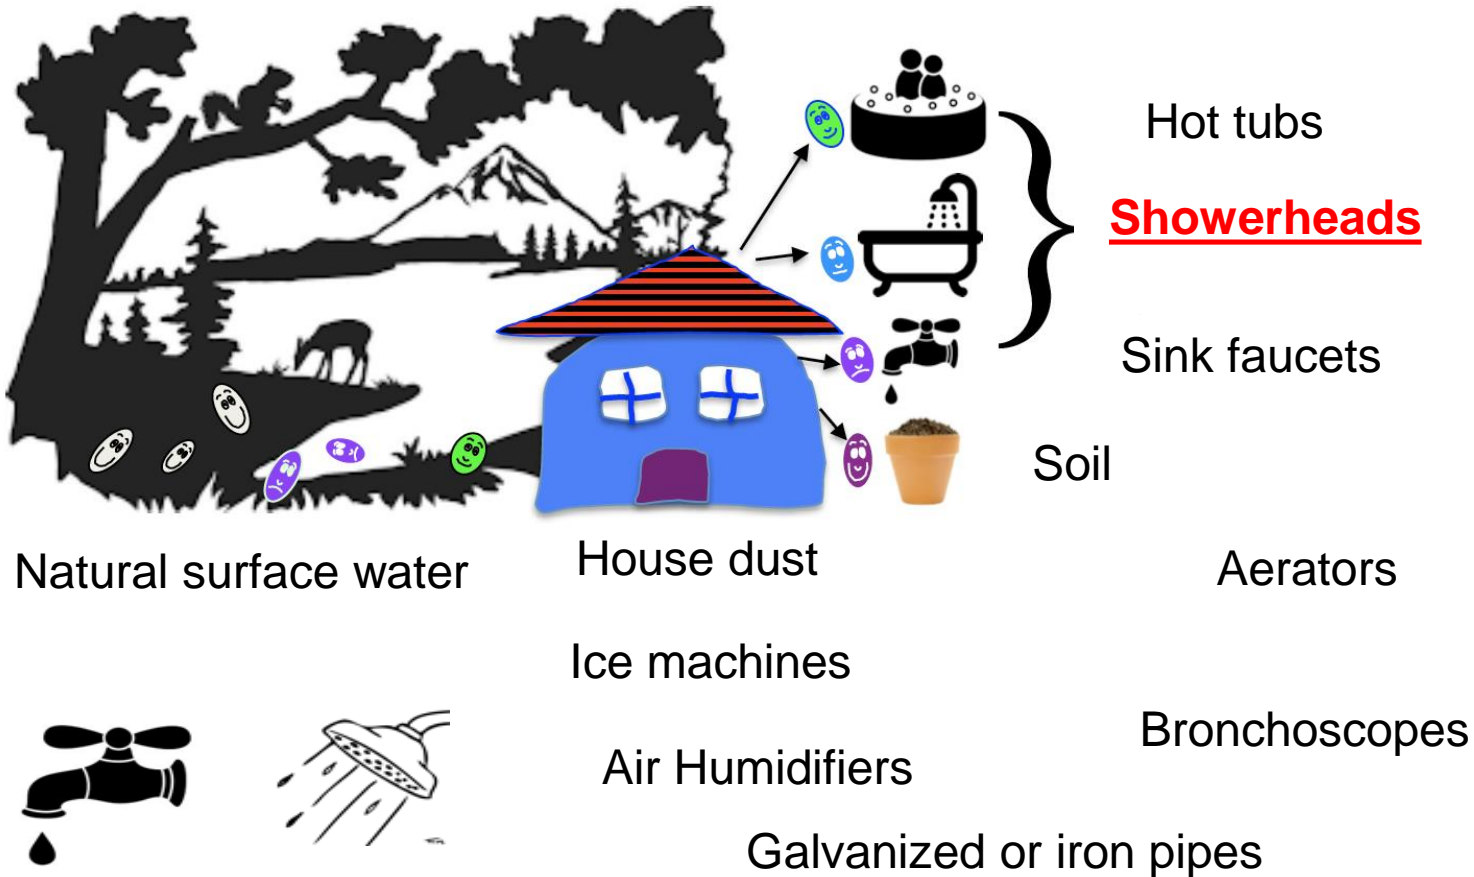 Hot tubs
Showerheads
Sink faucets
Soil
Natural surface water
House dust
Aerators
Ice machines
Bronchoscopes
Air Humidifiers
Galvanized or iron pipes